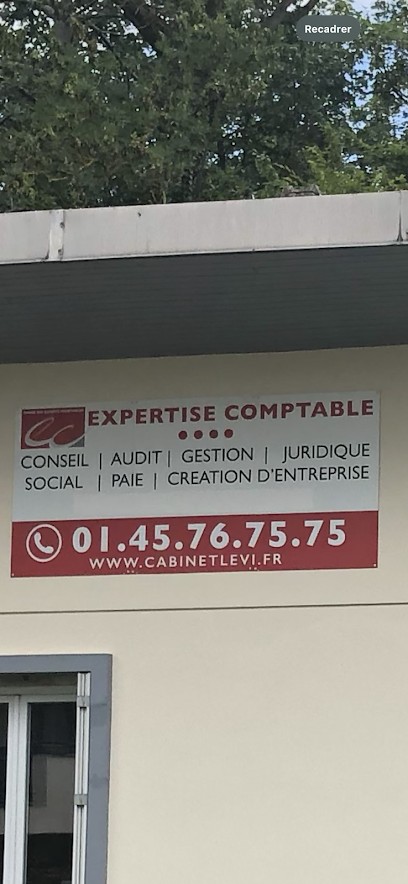 Recadrer
EXPERTISE COMPTABLE
CONSEIL | AUDIT | GESTION | JURIDIQUE
SOCIAL | PAIE | CREATION D'ENTREPRISE
01.45.76.75.75
WWW.CABINETLEVI.FR